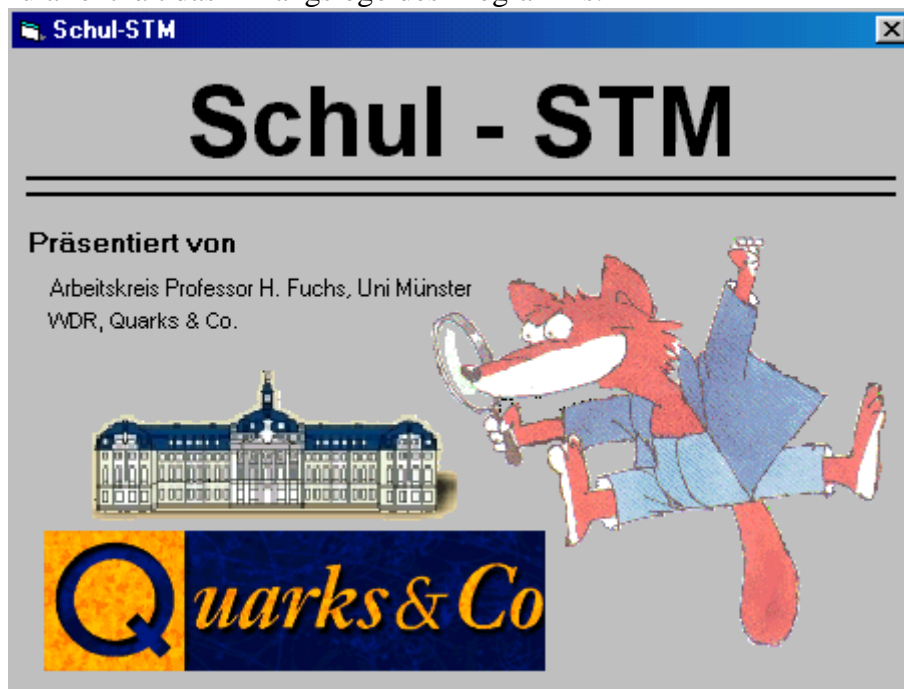 Schul-STM
Schul - STM
Präsentiert von
Arbeitskreis Professor H. Fuchs, Uni Münster
WDR, Quarks & Co.
Quarks & Co